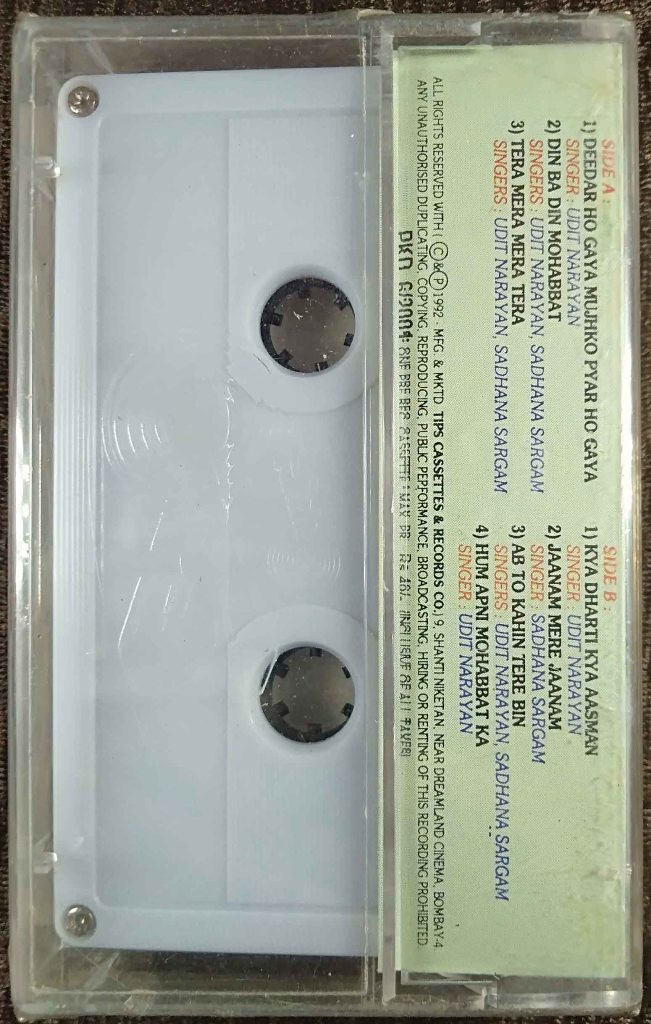 SIDE A :
1) DEEDAR HO GAYA MUJHKO PYAR HO GAYA
SINGER : UDIT NARAYAN
2) DIN BA DIN MOHABBAT
SINGERS : UDIT NARAYAN, SADHANA SARGAM
3) TERA MERA MERA TERA
SINGERS : UDIT NARAYAN, SADHANA SARGAM
SIDE B :
1) KYA DHARTI KYA AASMAN
SINGER : UDIT NARAYAN
2) JAANAM MERE JAANAM
SINGER : SADHANA SARGAM
3) AB TO KAHIN TERE BIN
SINGERS : UDIT NARAYAN, SADHANA SARGAM
4) HUM APNI MOHABBAT KA
SINGER : UDIT NARAYAN
ALL RIGHTS RESERVED WITH ( Ⓒ & Ⓟ 1992 · MFG. & MKTD. TIPS CASSETTES & RECORDS CO.) 9, SHANTI NIKETAN, NEAR DREAMLAND CINEMA, BOMBAY-4.
ANY UNAUTHORISED DUPLICATING, COPYING, REPRODUCING, PUBLIC PERFORMANCE, BROADCASTING, HIRING OR RENTING OF THIS RECORDING PROHIBITED